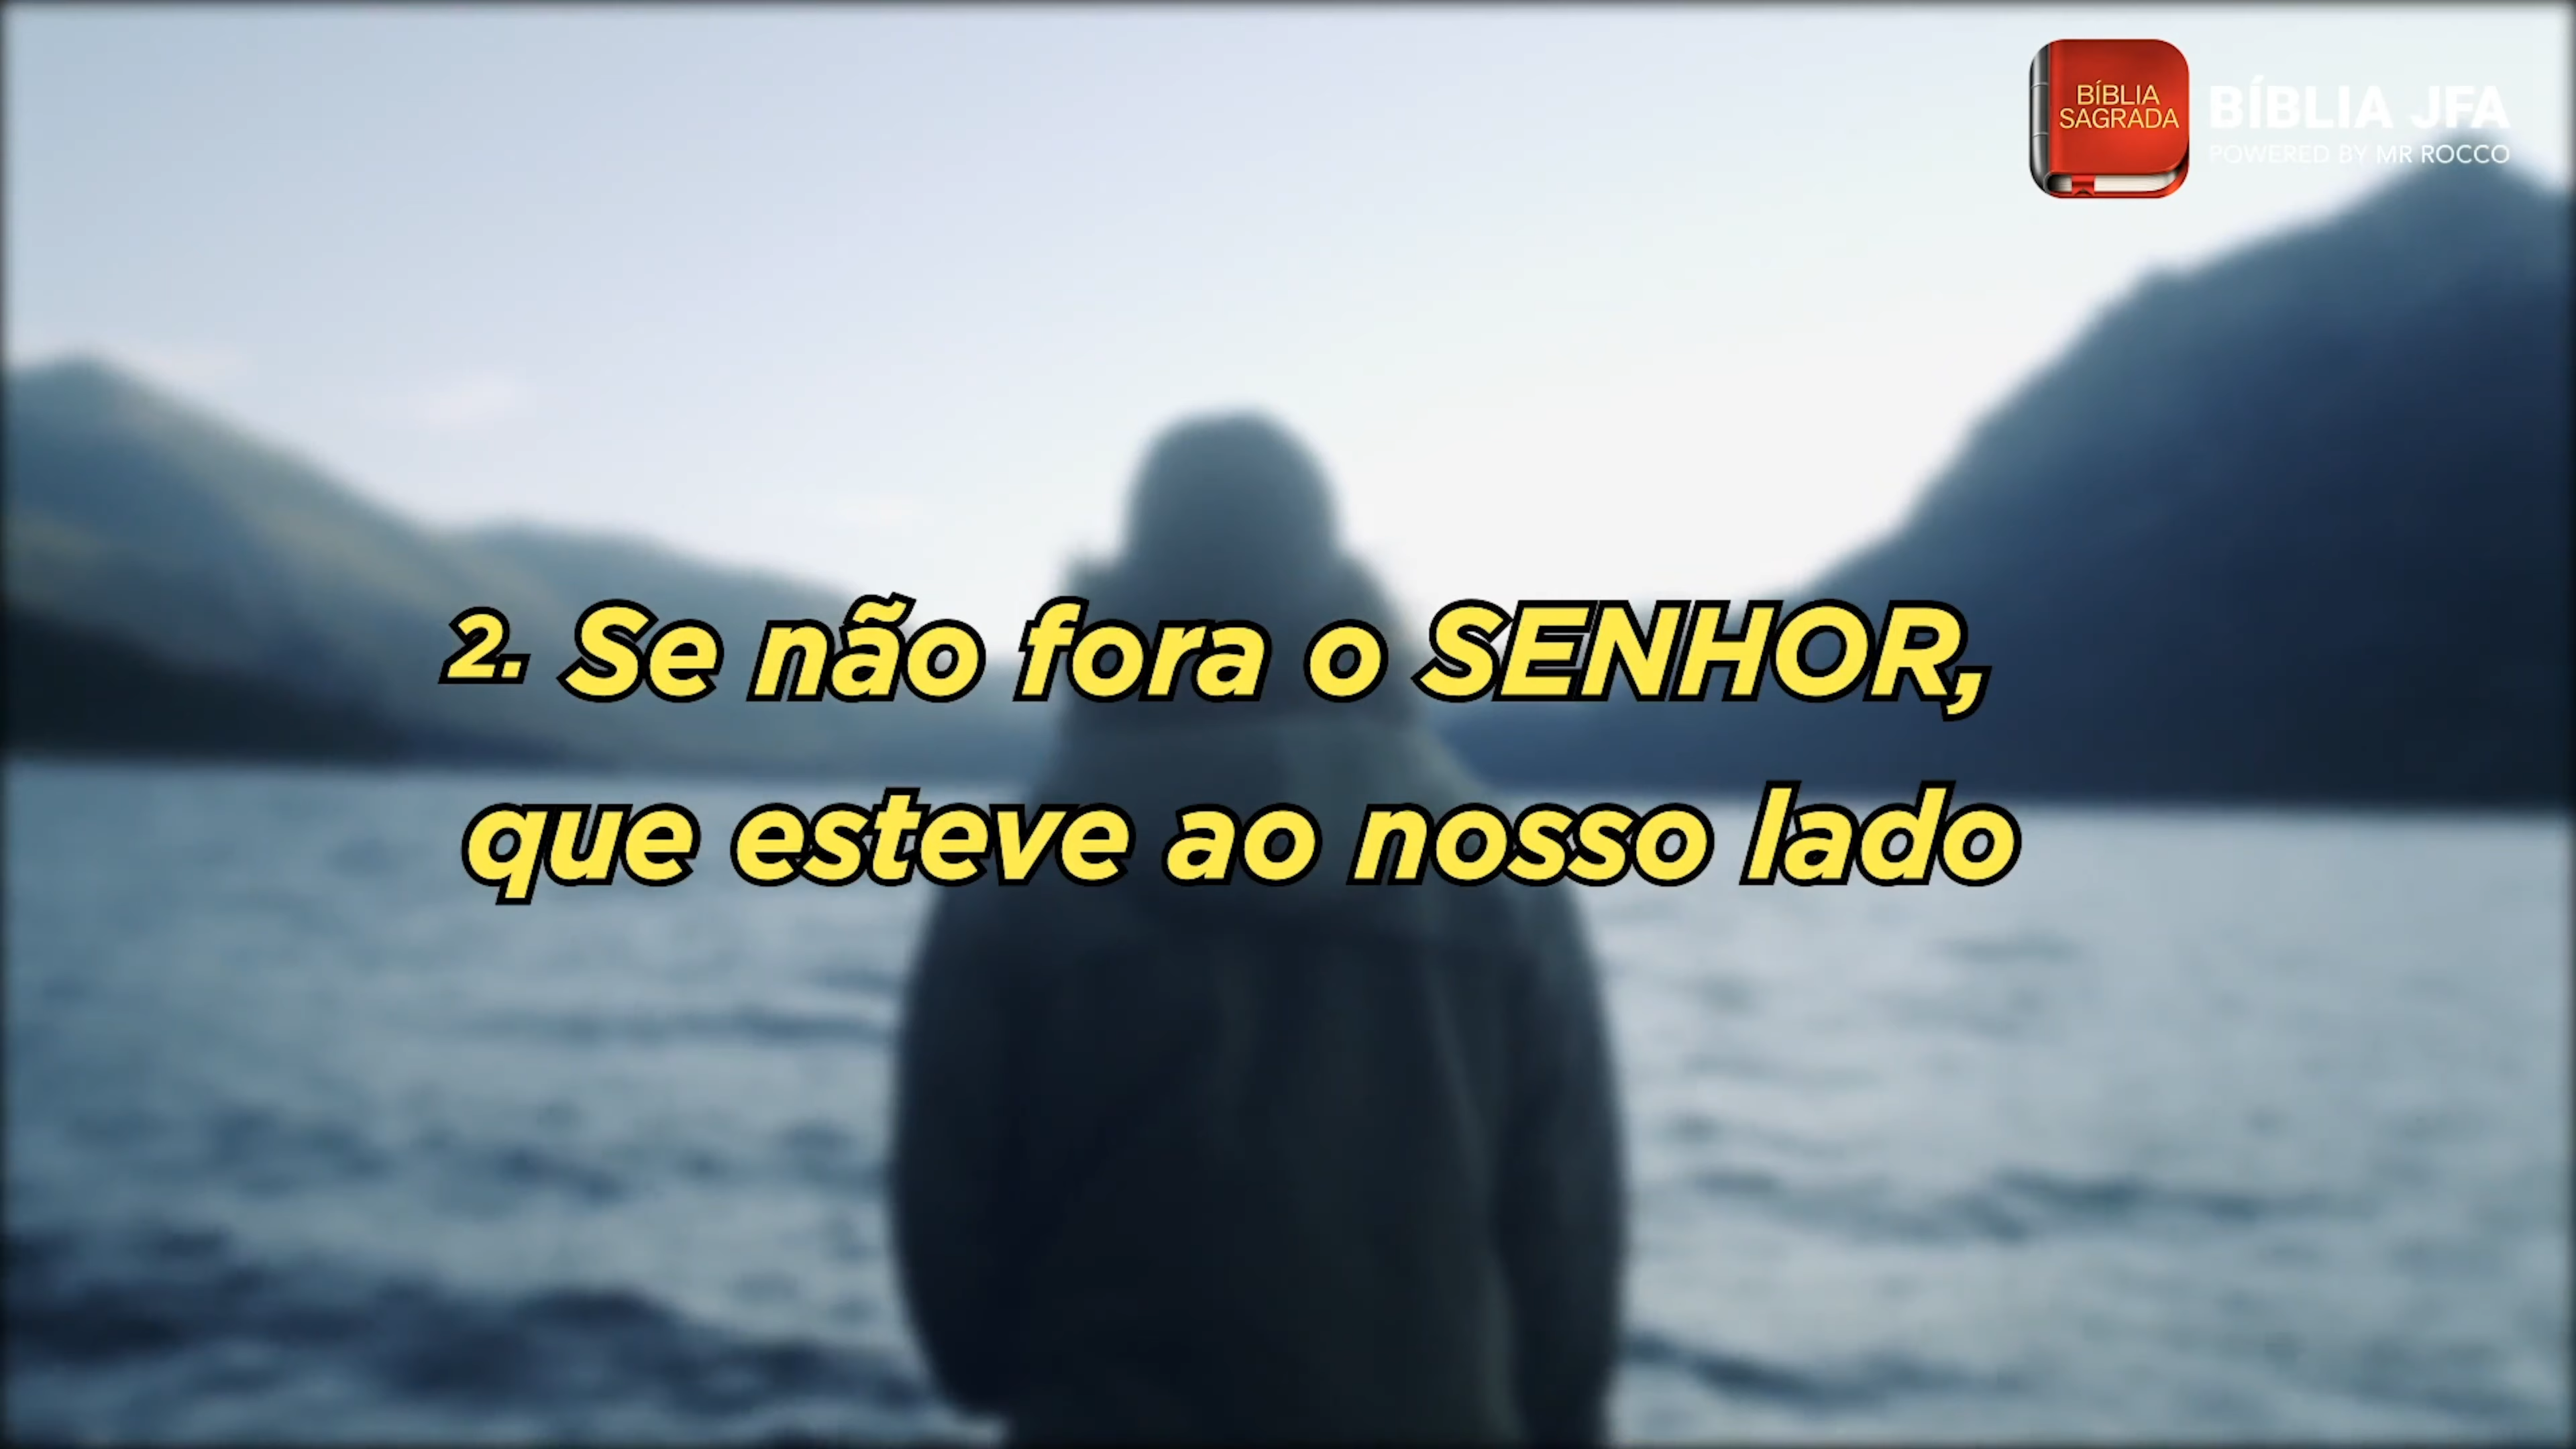 BÍBLIA
SAGRADA
BÍBLIA JFA
POWERED BY MR ROCCO
2. Se não fora o SENHOR,
que esteve ao nosso lado